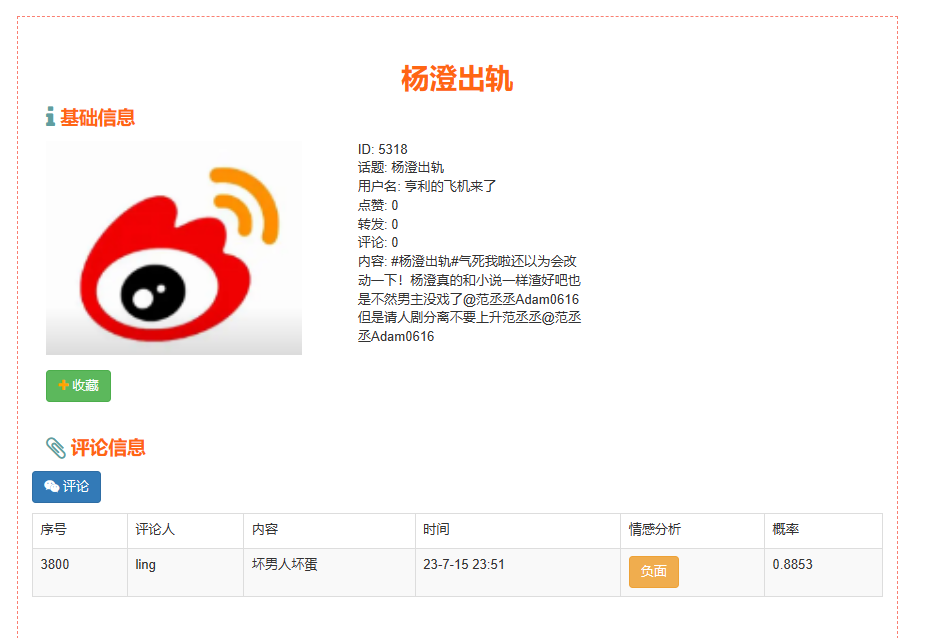 杨澄出轨
基础信息
ID: 5318
话题: 杨澄出轨
用户名: 亨利的飞机来了
点赞: 0
转发: 0
评论: 0
内容: #杨澄出轨#气死我啦还以为会改
动一下！杨澄真的和小说一样渣好吧也
是不然男主没戏了@范丞丞Adam0616
但是请人剧分离不要上升范丞丞@范丞
丞Adam0616
收藏
评论信息
评论
序号 评论人 内容 时间 情感分析 概率
3800 ling 坏男人坏蛋 23-7-15 23:51 负面 0.8853